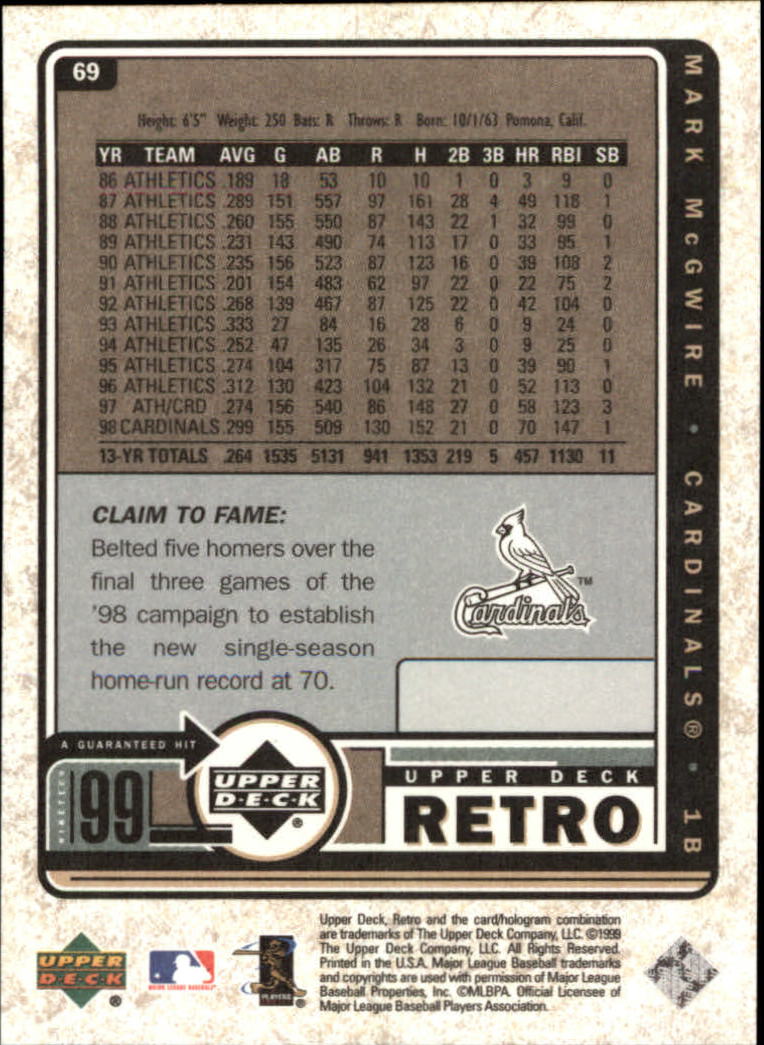 69
Height: 6'5" Weight: 250 Bats: R Throws: R Born: 10/1/63 Pomona, Calif.
YR TEAM AVG G AB R H 2B 3B HR RBI SB
86 ATHLETICS .189 18 53 10 10 1 0 3 9 0
87 ATHLETICS .289 151 557 97 161 28 4 49 118 1
88 ATHLETICS .260 155 550 87 143 22 1 32 99 0
89 ATHLETICS .231 143 490 74 113 17 0 33 95 1
90 ATHLETICS .235 156 523 87 123 16 0 39 108 2
91 ATHLETICS .201 154 483 62 97 22 0 22 75 2
92 ATHLETICS .268 139 467 87 125 22 0 42 104 0
93 ATHLETICS .333 27 84 16 28 6 0 9 24 0
94 ATHLETICS .252 47 135 26 34 3 0 9 25 0
95 ATHLETICS .274 104 317 75 87 13 0 39 90 1
96 ATHLETICS .312 130 423 104 132 21 0 52 113 0
97 ATH/CRD .274 156 540 86 148 27 0 58 123 3
98 CARDINALS .299 155 509 130 152 21 0 70 147 1
13-YR TOTALS .264 1535 5131 941 1353 219 5 457 1130 11
MARK McGWIRE • CARDINALS® • 1B
CLAIM TO FAME:
Belted five homers over the
final three games of the
'98 campaign to establish
the new single-season
home-run record at 70.
Cardinals™
A GUARANTEED HIT
NINETEEN
99
UPPER
D·E·C·K
®
UPPER DECK
RETRO
Upper Deck, Retro and the card/hologram combination
are trademarks of The Upper Deck Company, LLC. ©1999
The Upper Deck Company, LLC. All Rights Reserved.
Printed in the U.S.A. Major League Baseball trademarks
and copyrights are used with permission of Major League
Baseball Properties, Inc. ©MLBPA. Official Licensee of
Major League Baseball Players Association.
UPPER
D·E·C·K
®
MAJOR LEAGUE BASEBALL
PLAYERS